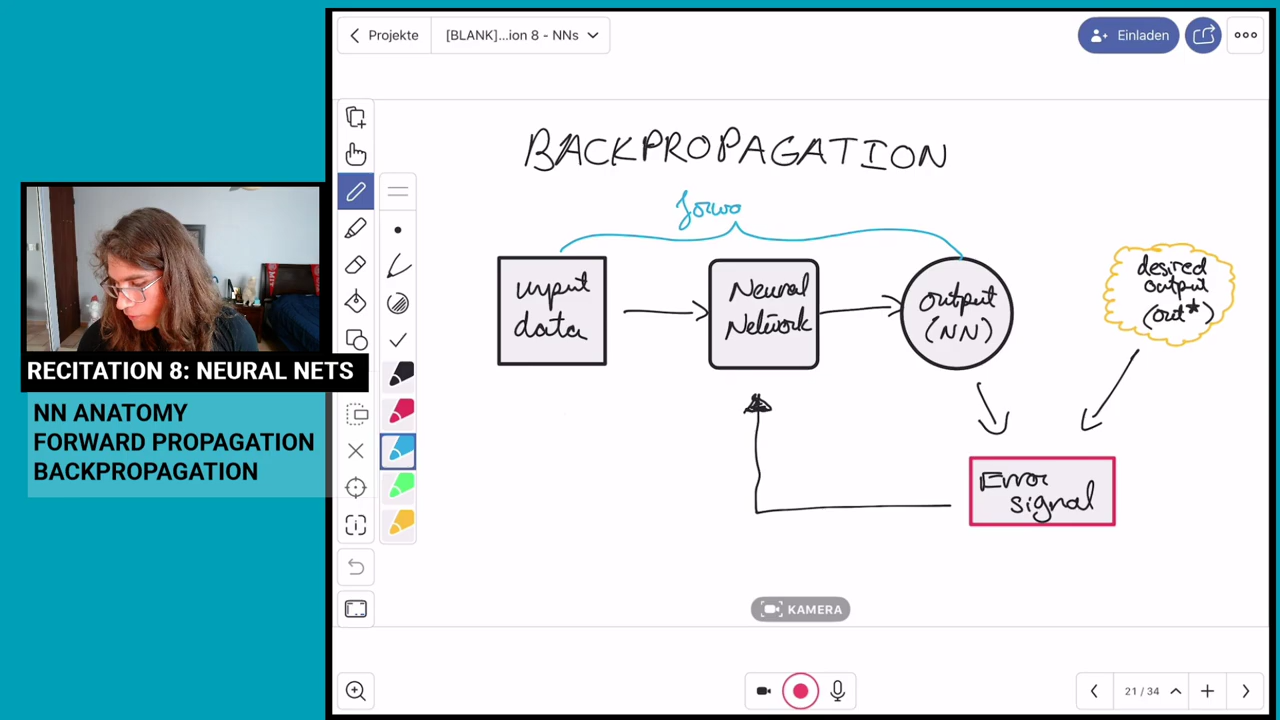 Projekte
[BLANK]...ion 8 - NNs
Einladen
BACKPROPAGATION
forwa
input
data
Neural
Network
output
(NN)
desired
output
(out*)
Error
signal
RECITATION 8: NEURAL NETS
NN ANATOMY
FORWARD PROPAGATION
BACKPROPAGATION
KAMERA
21 / 34